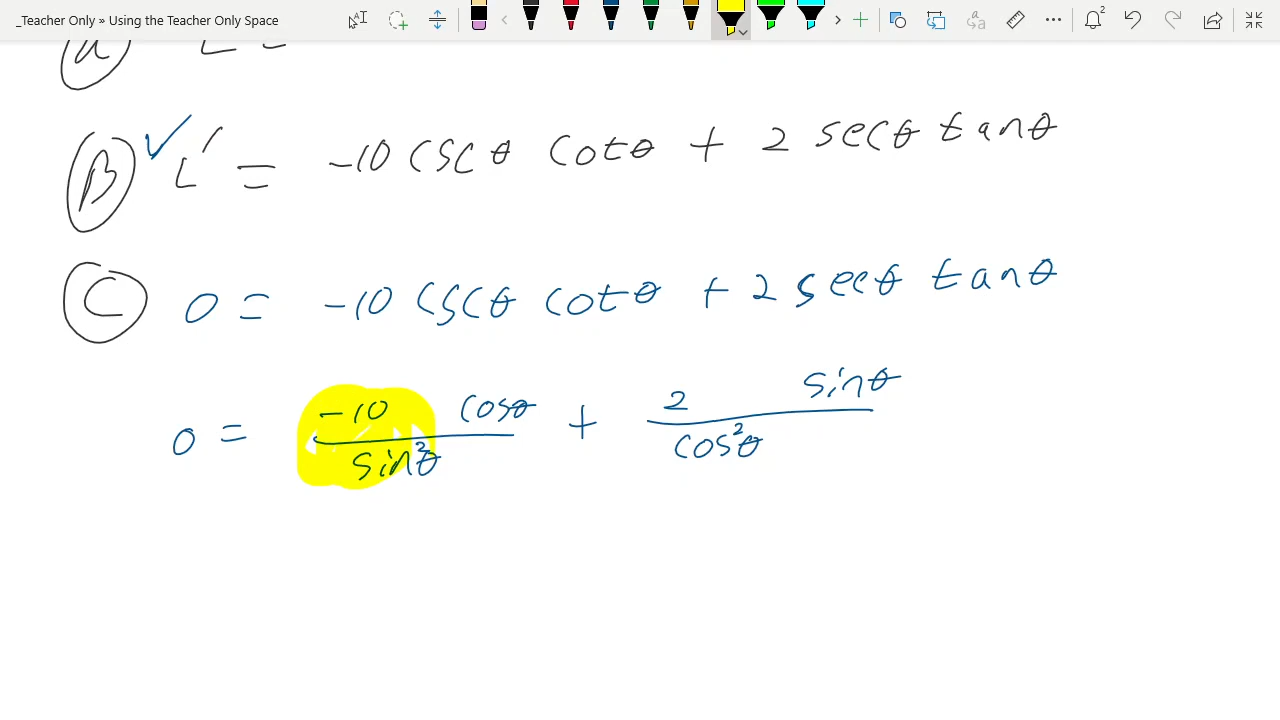 _Teacher Only » Using the Teacher Only Space
2
(B) ✓ L' = -10 cscθ cotθ + 2 secθ tanθ
(C) 0 = -10 cscθ cotθ + 2 secθ tanθ
0 = -10 cosθ / sin²θ + 2 sinθ / cos²θ